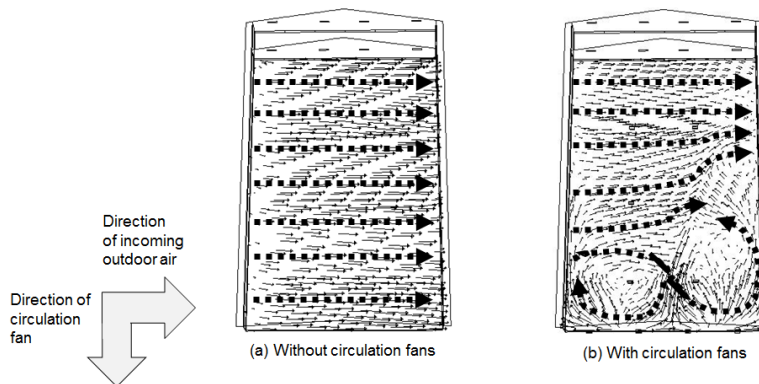 Direction
of incoming
outdoor air
Direction of
circulation
fan
(a) Without circulation fans
(b) With circulation fans